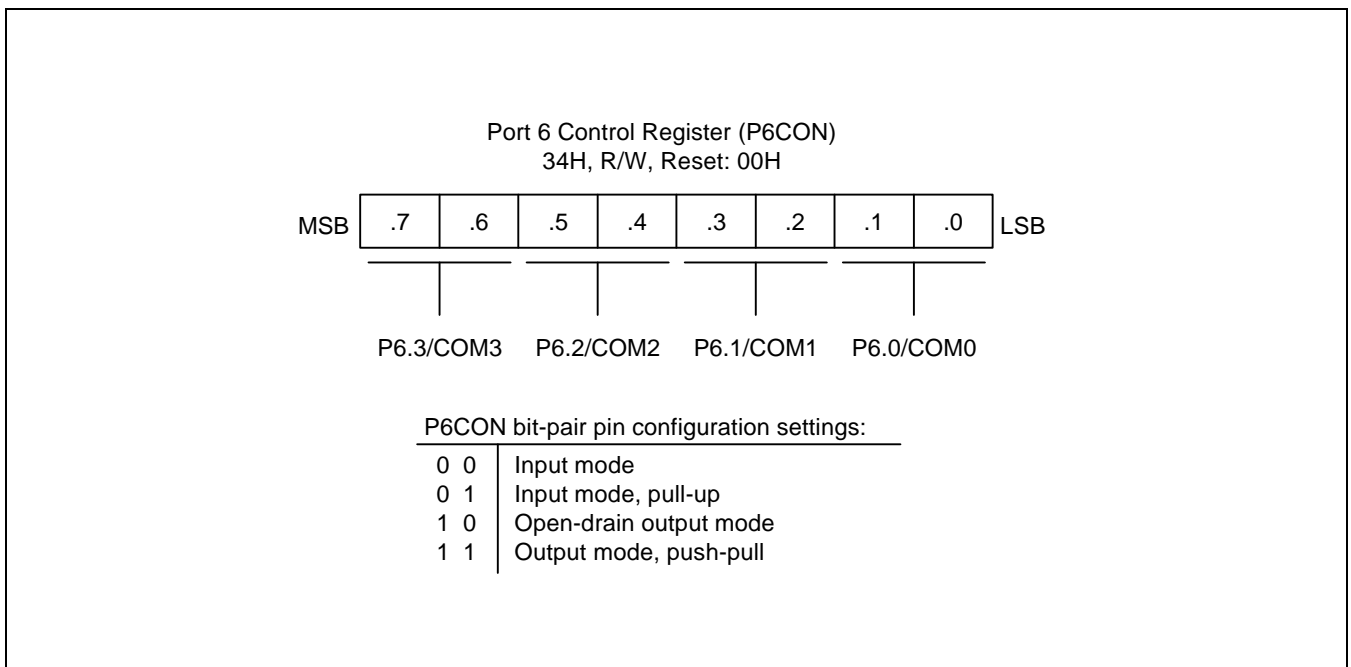 Port 6 Control Register (P6CON)
34H, R/W, Reset: 00H
MSB .7 .6 .5 .4 .3 .2 .1 .0 LSB
P6.3/COM3 P6.2/COM2 P6.1/COM1 P6.0/COM0
P6CON bit-pair pin configuration settings:
0 0 Input mode
0 1 Input mode, pull-up
1 0 Open-drain output mode
1 1 Output mode, push-pull